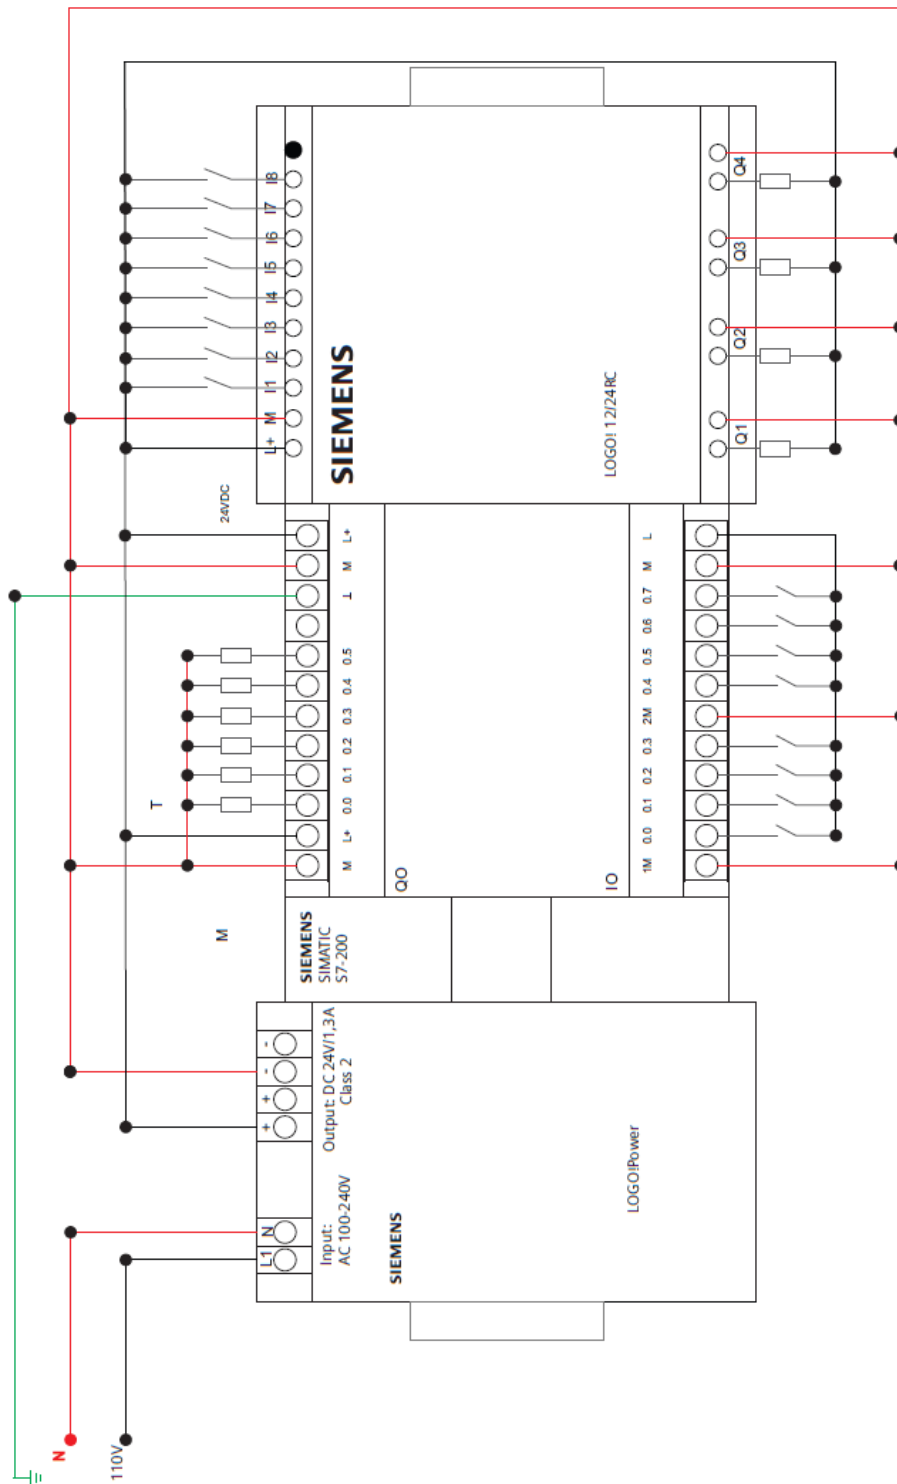 I8
I7
I6
I5
I4
I3
I2
I1
M
L+
Q4
Q3
Q2
Q1
SIEMENS
LOGO! 12/24RC
24VDC
L+
M
⊥
0.5
0.4
0.3
0.2
0.1
0.0
L+
M
T
QO
L
M
0.7
0.6
0.5
0.4
2M
0.3
0.2
0.1
0.0
1M
IO
M
SIEMENS
SIMATIC
S7-200
-
-
+
+
Output: DC 24V/1,3A
Class 2
N
L1
Input:
AC 100-240V
SIEMENS
LOGO!Power
N
110V